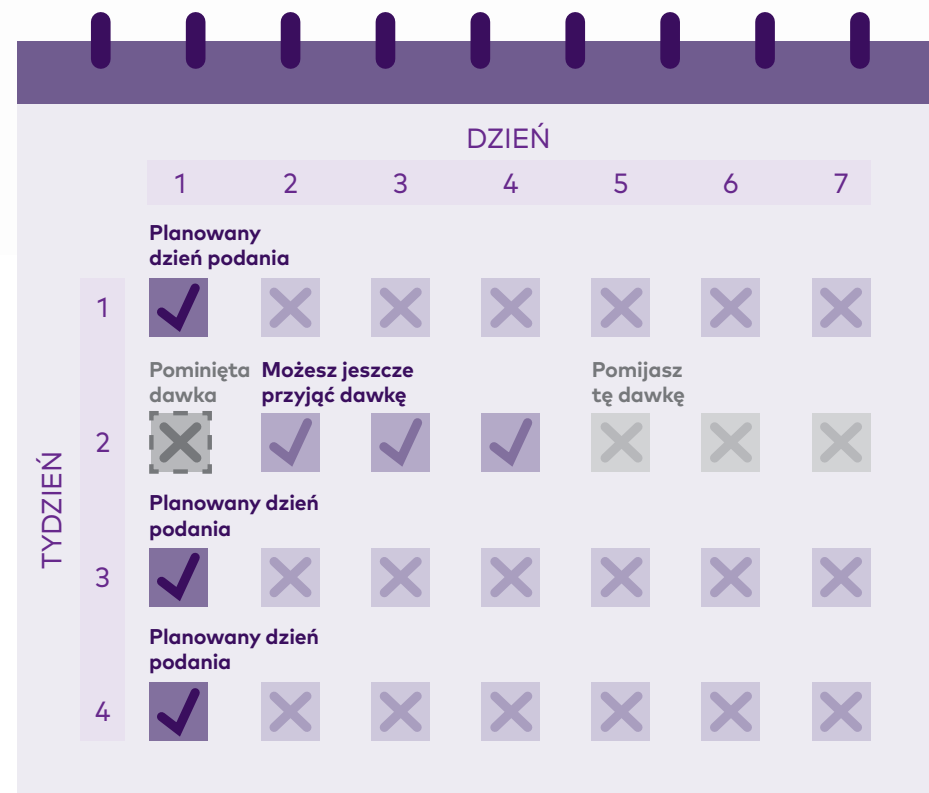 DZIEŃ
1 2 3 4 5 6 7
Planowany
dzień podania
1
Pominięta Możesz jeszcze Pomijasz
dawka przyjąć dawkę tę dawkę
2
TYDZIEŃ
Planowany dzień
podania
3
Planowany dzień
podania
4